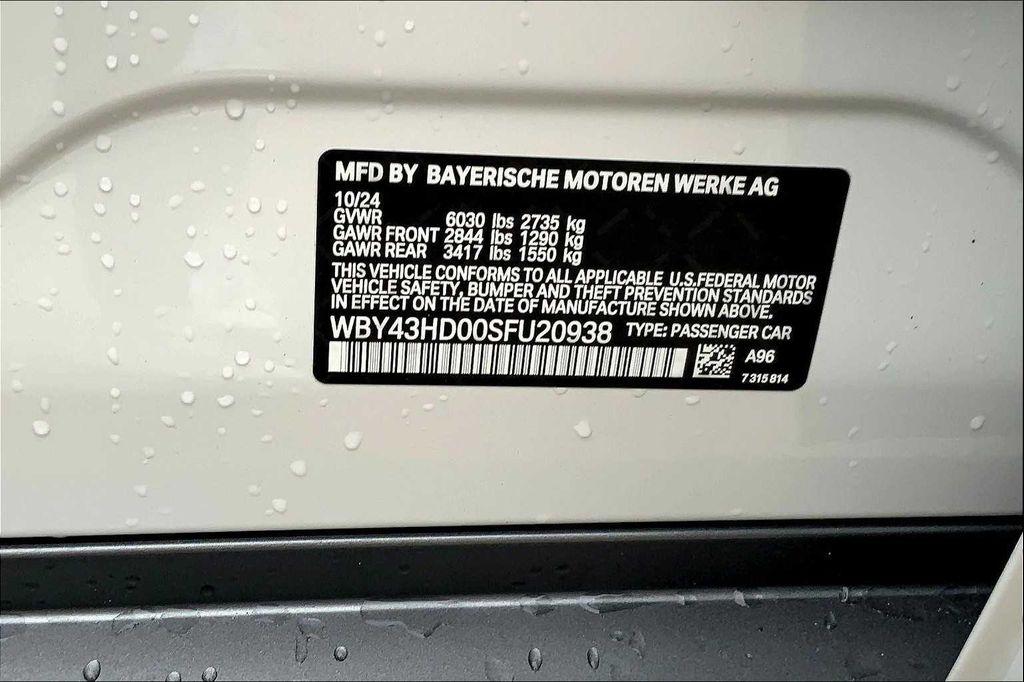 MFD BY BAYERISCHE MOTOREN WERKE AG
10/24
GVWR 6030 lbs 2735 kg
GAWR FRONT 2844 lbs 1290 kg
GAWR REAR 3417 lbs 1550 kg
THIS VEHICLE CONFORMS TO ALL APPLICABLE U.S.FEDERAL MOTOR
VEHICLE SAFETY, BUMPER AND THEFT PREVENTION STANDARDS
IN EFFECT ON THE DATE OF MANUFACTURE SHOWN ABOVE.
WBY43HD00SFU20938 TYPE: PASSENGER CAR
A96
7 315 814